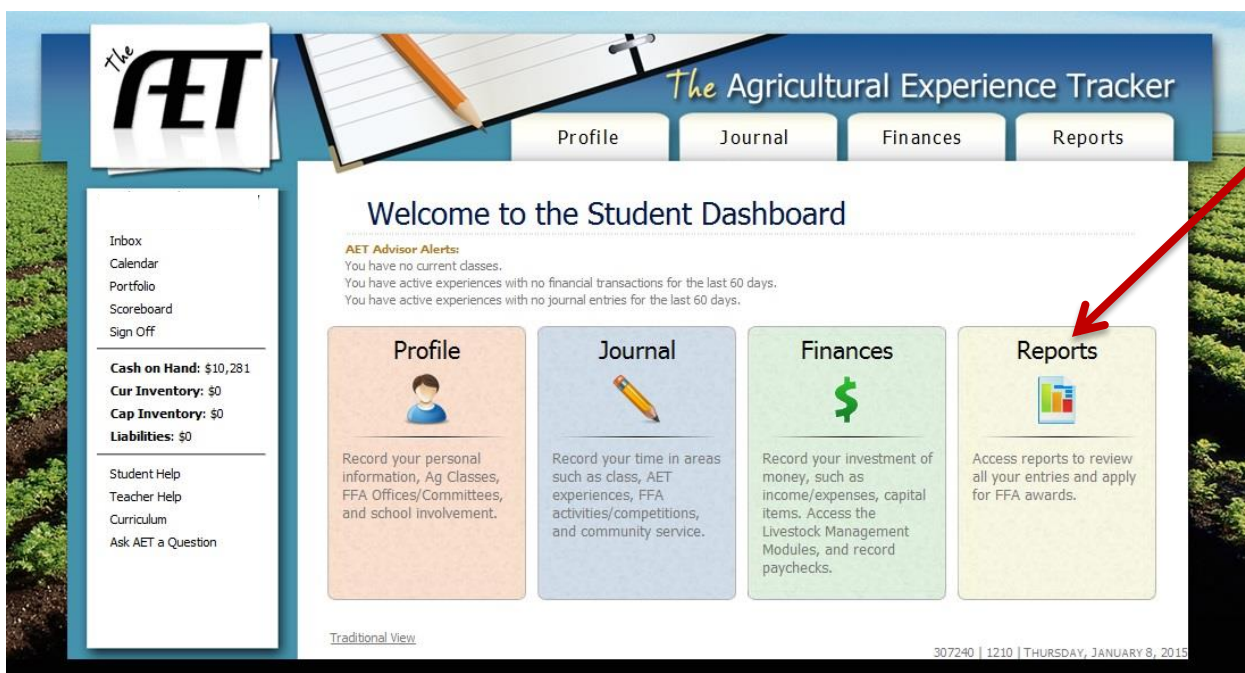 The
AET
The Agricultural Experience Tracker
Profile
Journal
Finances
Reports
Inbox
Calendar
Portfolio
Scoreboard
Sign Off
Cash on Hand: $10,281
Cur Inventory: $0
Cap Inventory: $0
Liabilities: $0
Student Help
Teacher Help
Curriculum
Ask AET a Question
Welcome to the Student Dashboard
AET Advisor Alerts:
You have no current classes.
You have active experiences with no financial transactions for the last 60 days.
You have active experiences with no journal entries for the last 60 days.
Profile
Record your personal
information, Ag Classes,
FFA Offices/Committees,
and school involvement.
Journal
Record your time in areas
such as class, AET
experiences, FFA
activities/competitions,
and community service.
Finances
$
Record your investment of
money, such as
income/expenses, capital
items. Access the
Livestock Management
Modules, and record
paychecks.
Reports
Access reports to review
all your entries and apply
for FFA awards.
Traditional View
307240 | 1210 | THURSDAY, JANUARY 8, 2015